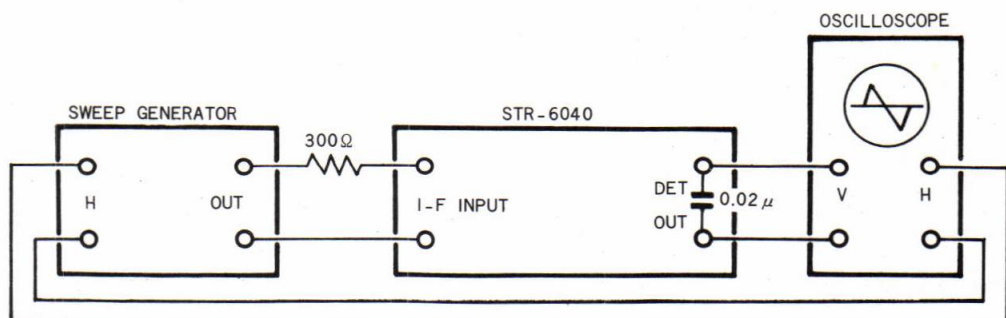 OSCILLOSCOPE
SWEEP GENERATOR
STR-6040
300Ω
H
OUT
I-F INPUT
DET
OUT
0.02μ
V
H